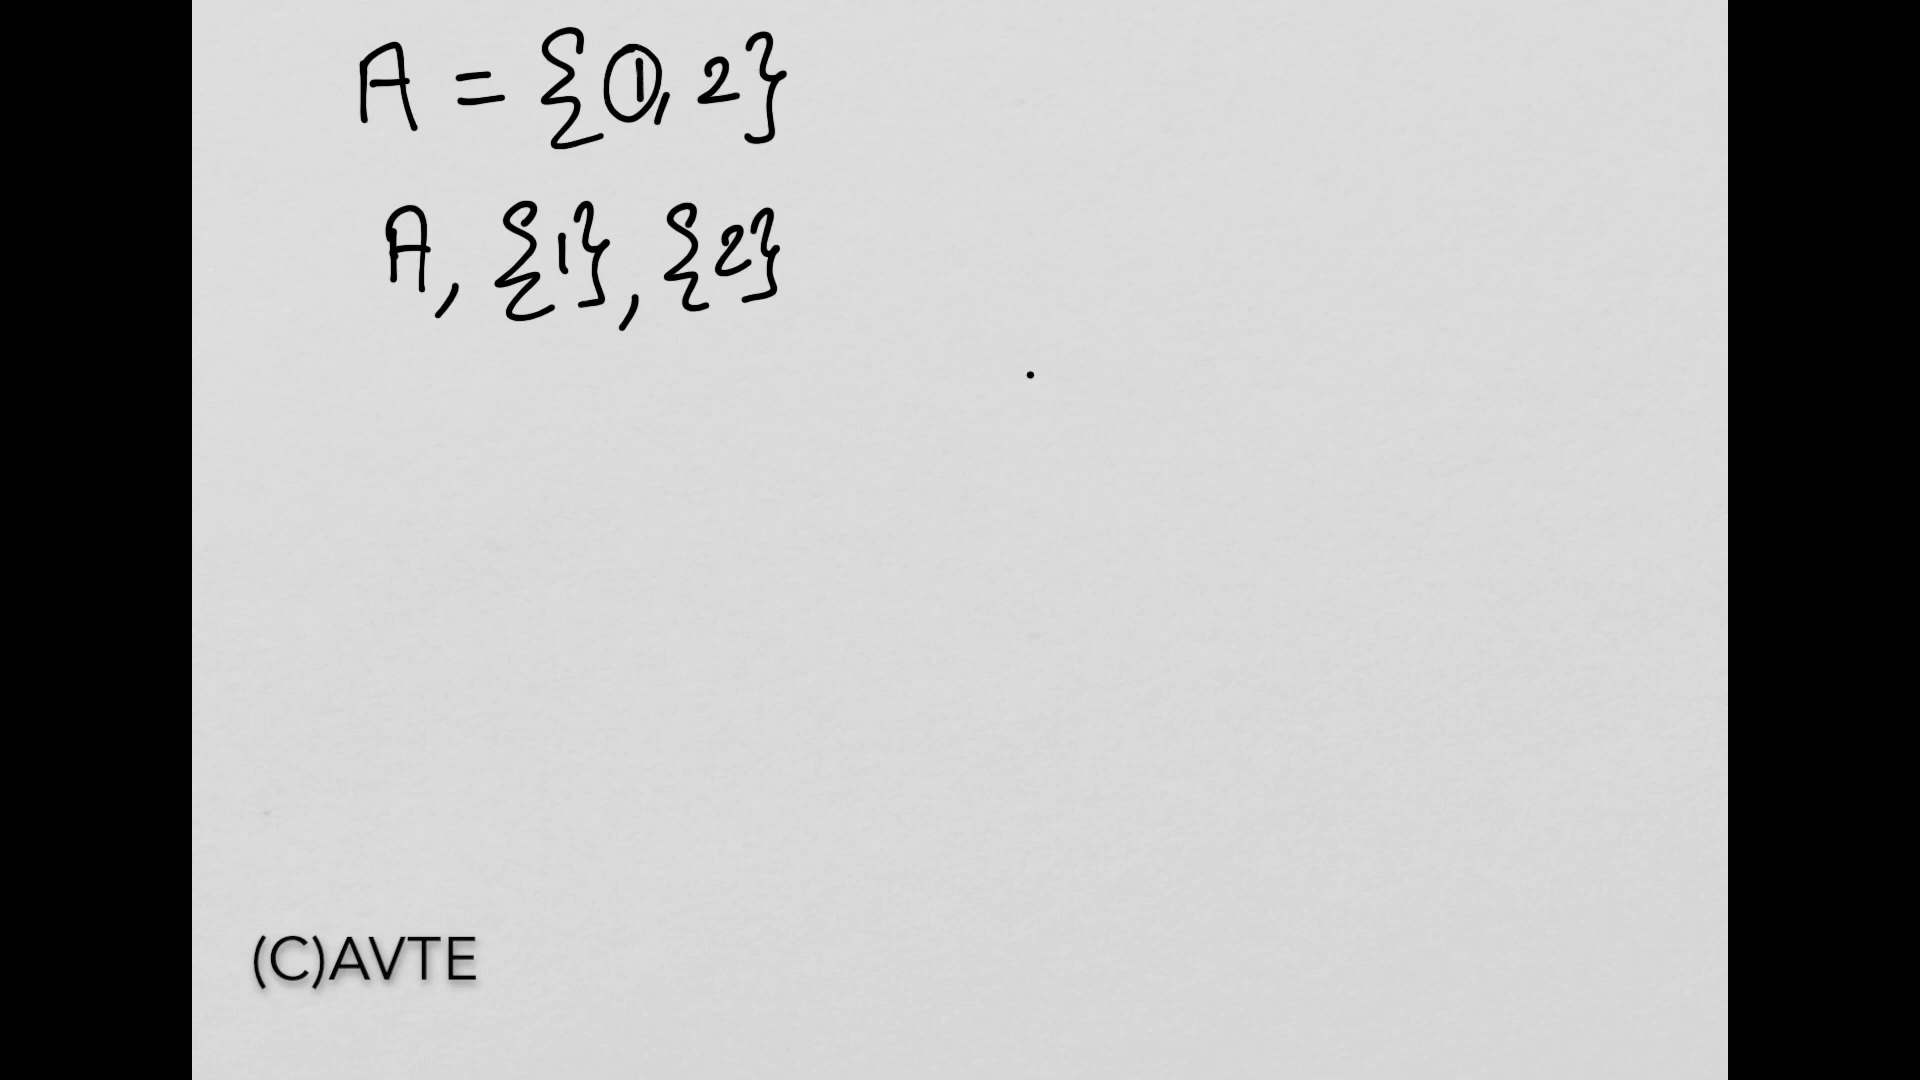 A = {1, 2}
A, {1}, {2}
(C)AVTE